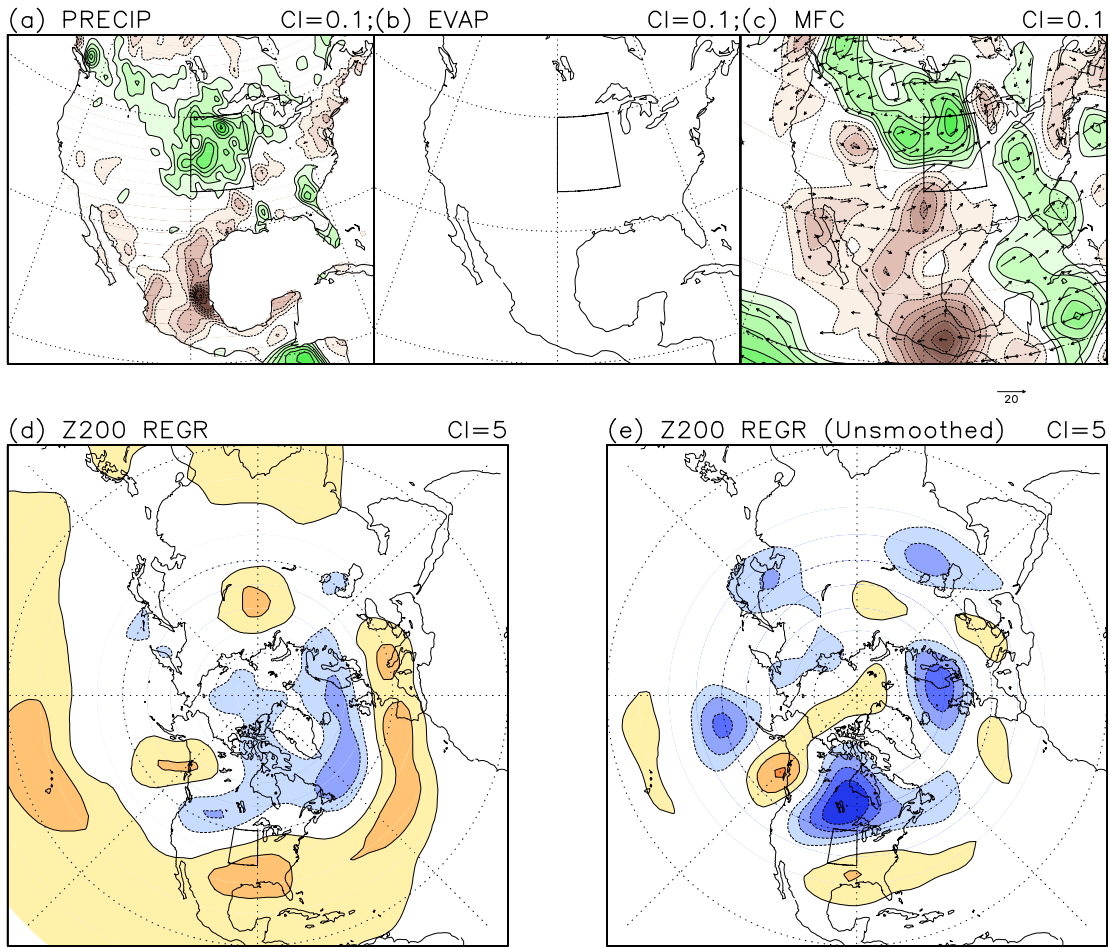 (a) PRECIP CI=0.1;
(b) EVAP CI=0.1;
(c) MFC CI=0.1
20
(d) Z200 REGR CI=5
(e) Z200 REGR (Unsmoothed) CI=5